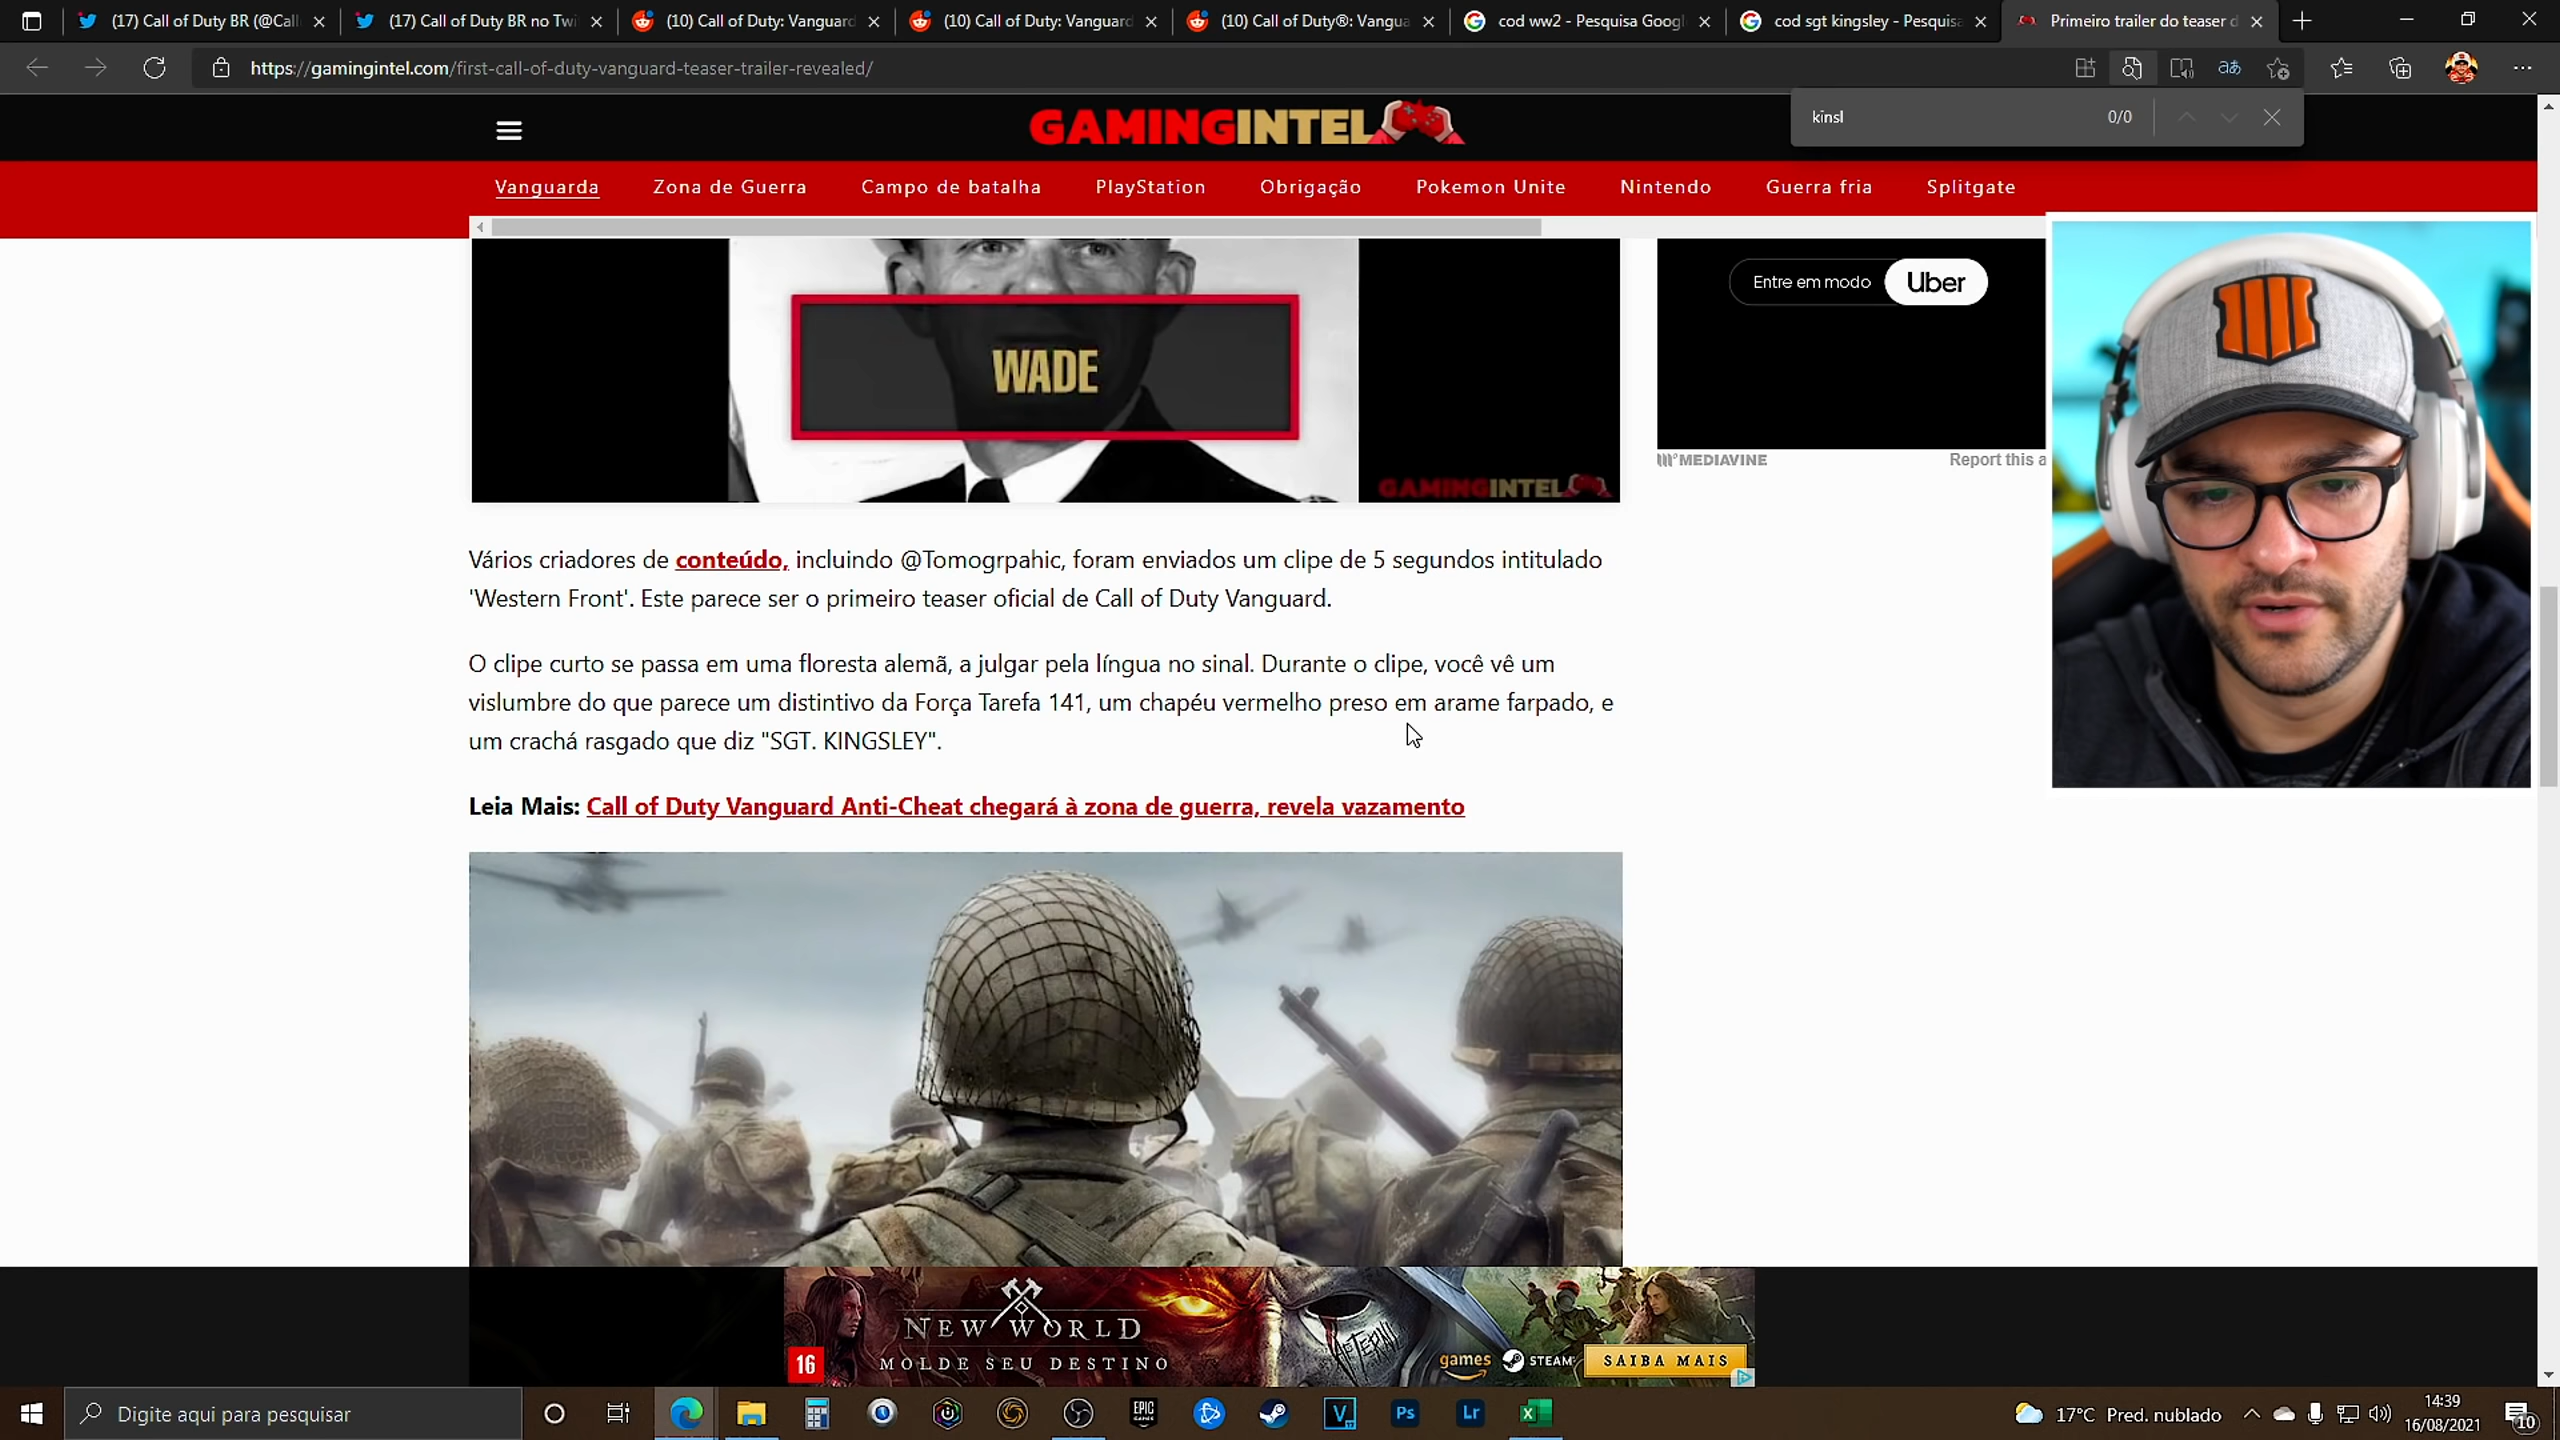 (17) Call of Duty BR (@Call
(17) Call of Duty BR no Twi
(10) Call of Duty: Vanguard
(10) Call of Duty: Vanguard
(10) Call of Duty®: Vangua
cod ww2 - Pesquisa Googl
cod sgt kingsley - Pesquisa
Primeiro trailer do teaser d
https://gamingintel.com/first-call-of-duty-vanguard-teaser-trailer-revealed/
aあ
kinsl
0/0
GAMINGINTEL
Vanguarda
Zona de Guerra
Campo de batalha
PlayStation
Obrigação
Pokemon Unite
Nintendo
Guerra fria
Splitgate
WADE
GAMINGINTEL
Entre em modo
Uber
MEDIAVINE
Report this a
Vários criadores de conteúdo, incluindo @Tomogrpahic, foram enviados um clipe de 5 segundos intitulado
'Western Front'. Este parece ser o primeiro teaser oficial de Call of Duty Vanguard.
O clipe curto se passa em uma floresta alemã, a julgar pela língua no sinal. Durante o clipe, você vê um
vislumbre do que parece um distintivo da Força Tarefa 141, um chapéu vermelho preso em arame farpado, e
um crachá rasgado que diz "SGT. KINGSLEY".
Leia Mais: Call of Duty Vanguard Anti-Cheat chegará à zona de guerra, revela vazamento
NEW WORLD
AETERNUM
MOLDE SEU DESTINO
16
games
STEAM
SAIBA MAIS
Digite aqui para pesquisar
EPIC
GAMES
V
17
Ps
Lr
X
17°C Pred. nublado
14:39
16/08/2021
10